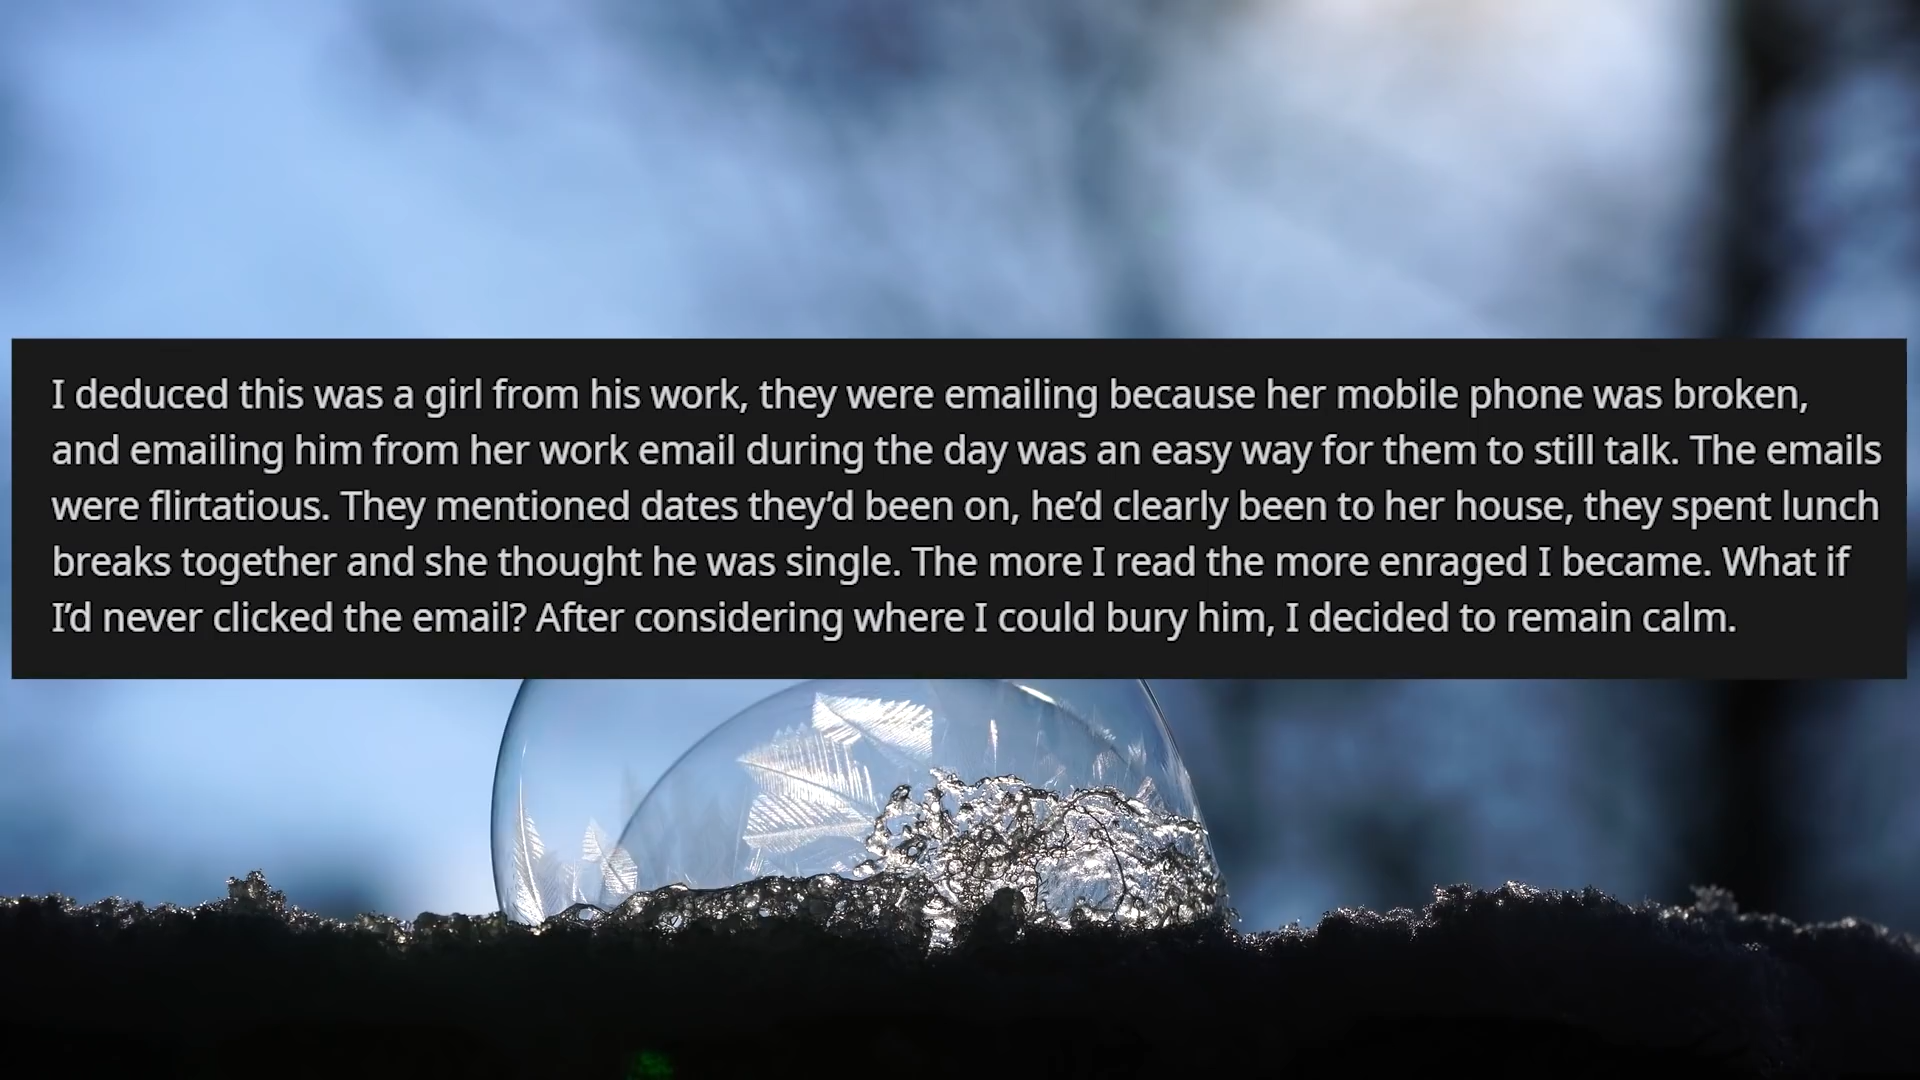 I deduced this was a girl from his work, they were emailing because her mobile phone was broken,
and emailing him from her work email during the day was an easy way for them to still talk. The emails
were flirtatious. They mentioned dates they’d been on, he’d clearly been to her house, they spent lunch
breaks together and she thought he was single. The more I read the more enraged I became. What if
I’d never clicked the email? After considering where I could bury him, I decided to remain calm.